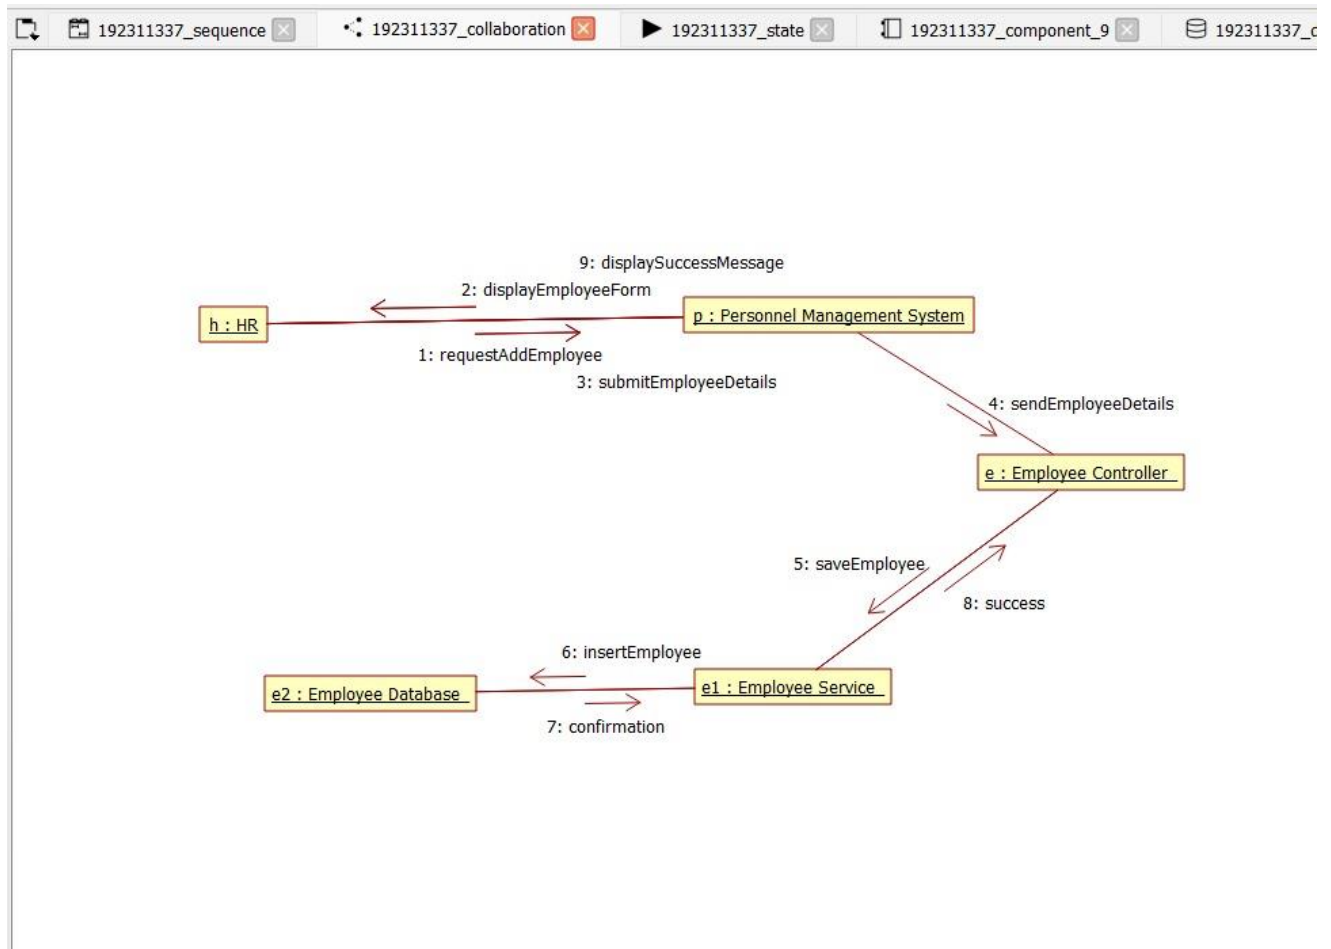 192311337_sequence
192311337_collaboration
192311337_state
192311337_component_9
192311337_
9: displaySuccessMessage
2: displayEmployeeForm
h : HR
p : Personnel Management System
1: requestAddEmployee
3: submitEmployeeDetails
4: sendEmployeeDetails
e : Employee Controller
5: saveEmployee
8: success
6: insertEmployee
e2 : Employee Database
e1 : Employee Service
7: confirmation